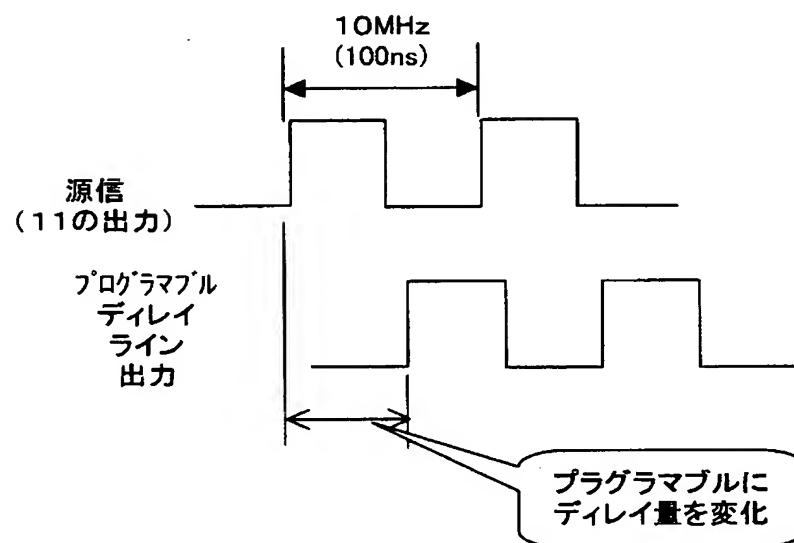 10MHz
(100ns)
源信
(11の出力)
プログラマブル
ディレイ
ライン
出力
プラグラマブルに
ディレイ量を変化